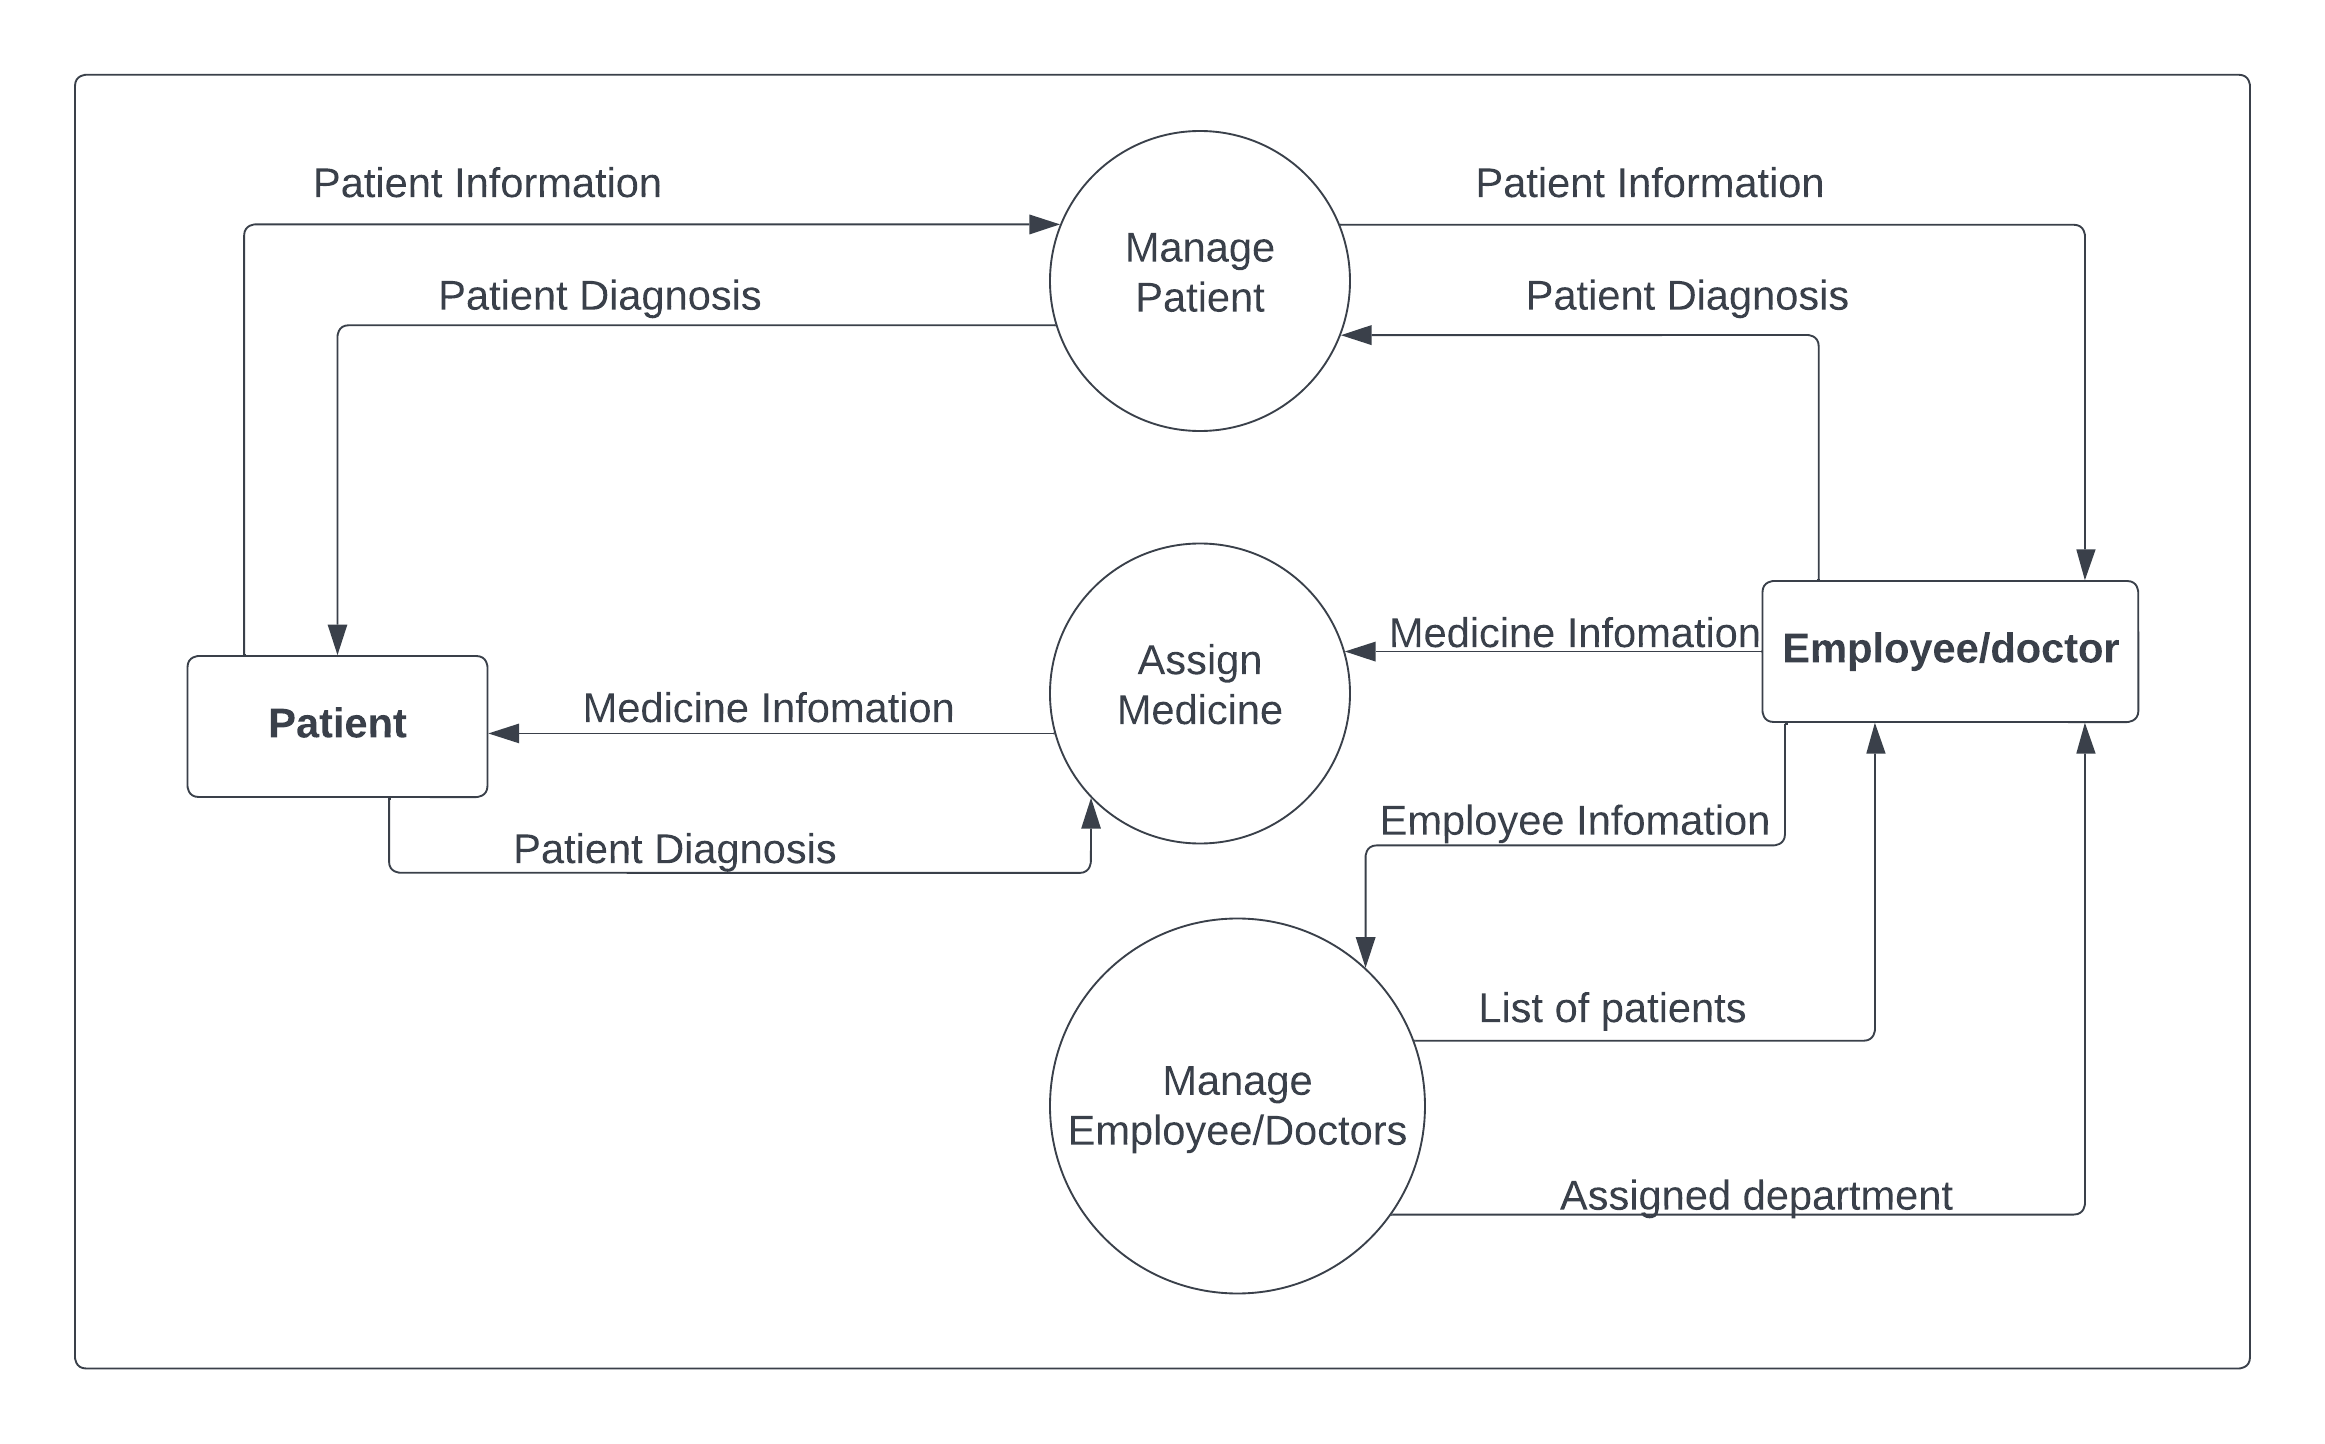 Patient Information
Patient Information
Manage
Patient
Patient Diagnosis
Patient Diagnosis
Medicine Infomation
Employee/doctor
Assign
Medicine
Medicine Infomation
Patient
Employee Infomation
Patient Diagnosis
List of patients
Manage
Employee/Doctors
Assigned department